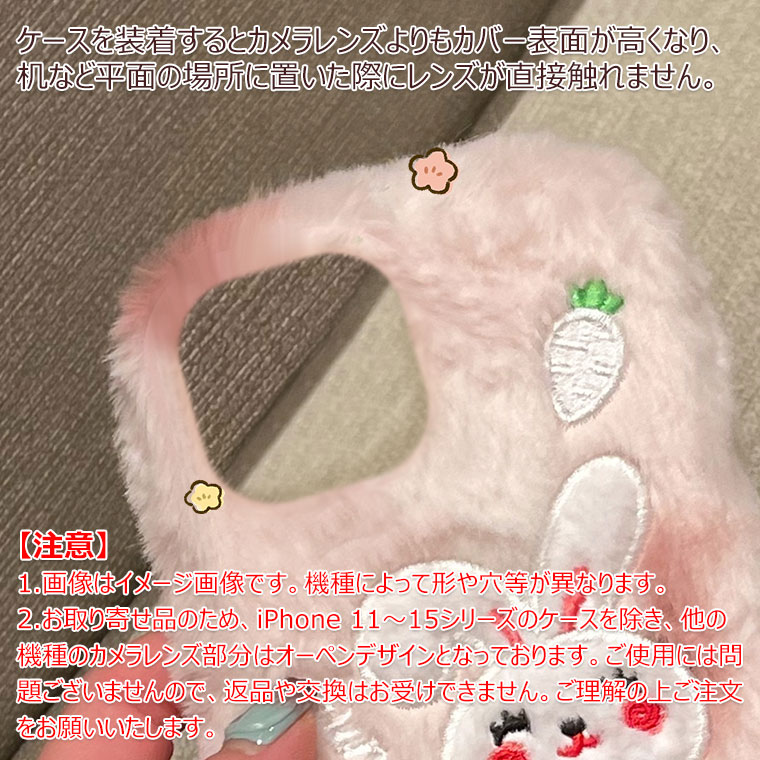 ケースを装着するとカメラレンズよりもカバー表面が高くなり、
机など平面の場所に置いた際にレンズが直接触れません。
【注意】
1.画像はイメージ画像です。機種によって形や穴等が異なります。
2.お取り寄せ品のため、iPhone 11～15シリーズのケースを除き、他の
機種のカメラレンズ部分はオーペンデザインとなっております。ご使用には問
題ございませんので、返品や交換はお受けできません。ご理解の上ご注文
をお願いいたします。